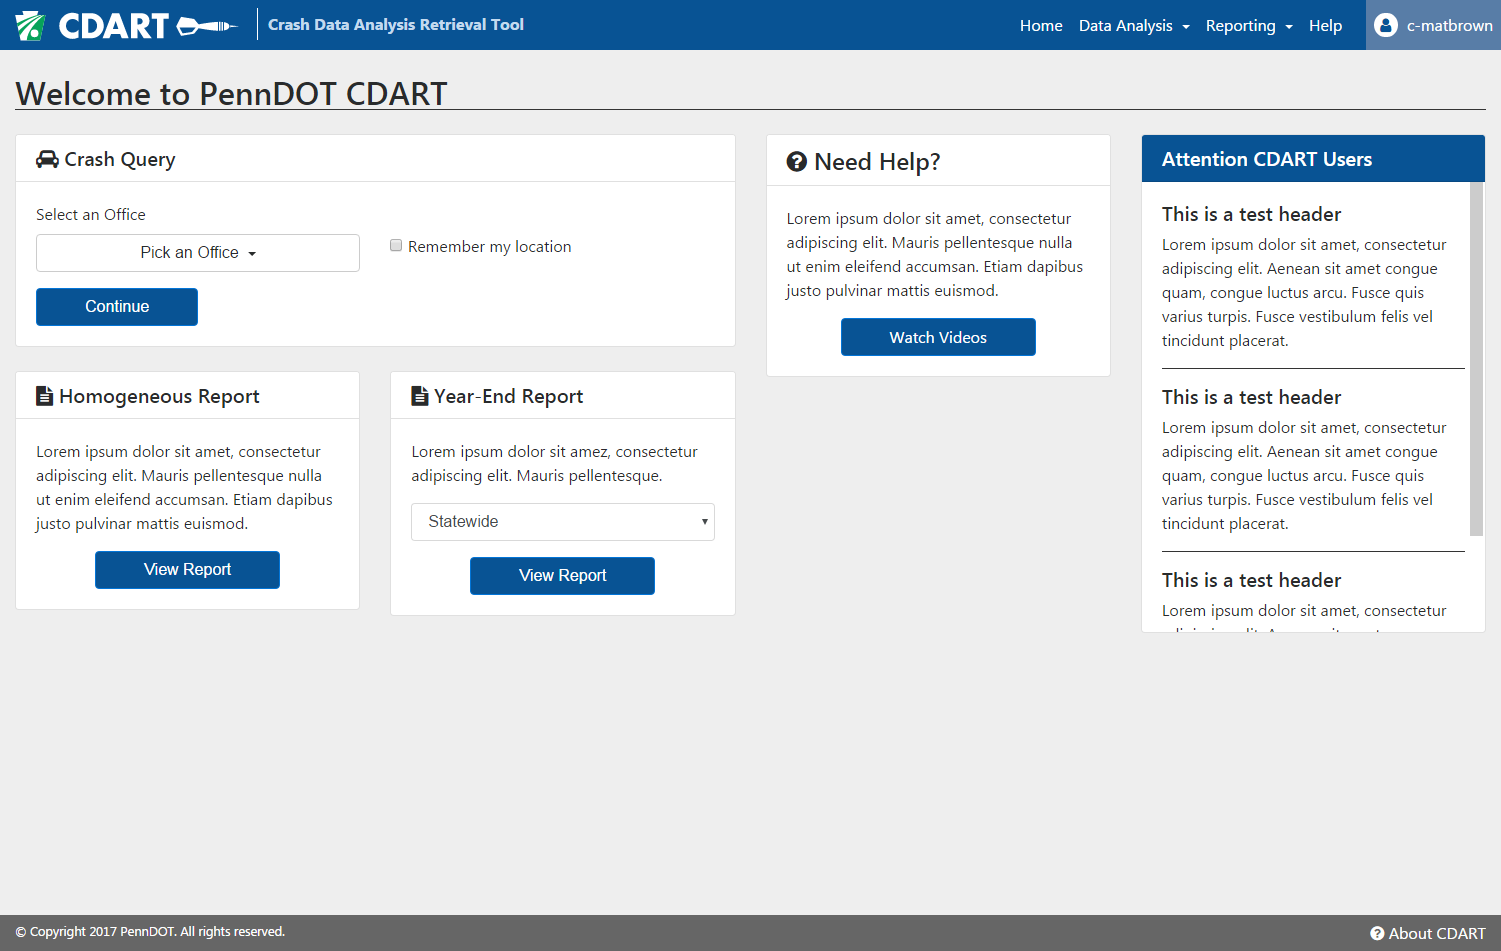 CDART
Crash Data Analysis Retrieval Tool
Home
Data Analysis
Reporting
Help
c-matbrown
Welcome to PennDOT CDART
Crash Query
Select an Office
Pick an Office
Remember my location
Continue
Homogeneous Report
Lorem ipsum dolor sit amet, consectetur
adipiscing elit. Mauris pellentesque nulla
ut enim eleifend accumsan. Etiam dapibus
justo pulvinar mattis euismod.
View Report
Year-End Report
Lorem ipsum dolor sit amez, consectetur
adipiscing elit. Mauris pellentesque.
Statewide
View Report
Need Help?
Lorem ipsum dolor sit amet, consectetur
adipiscing elit. Mauris pellentesque nulla
ut enim eleifend accumsan. Etiam dapibus
justo pulvinar mattis euismod.
Watch Videos
Attention CDART Users
This is a test header
Lorem ipsum dolor sit amet, consectetur
adipiscing elit. Aenean sit amet congue
quam, congue luctus arcu. Fusce quis
varius turpis. Fusce vestibulum felis vel
tincidunt placerat.
This is a test header
Lorem ipsum dolor sit amet, consectetur
adipiscing elit. Aenean sit amet congue
quam, congue luctus arcu. Fusce quis
varius turpis. Fusce vestibulum felis vel
tincidunt placerat.
This is a test header
Lorem ipsum dolor sit amet, consectetur
© Copyright 2017 PennDOT. All rights reserved.
About CDART